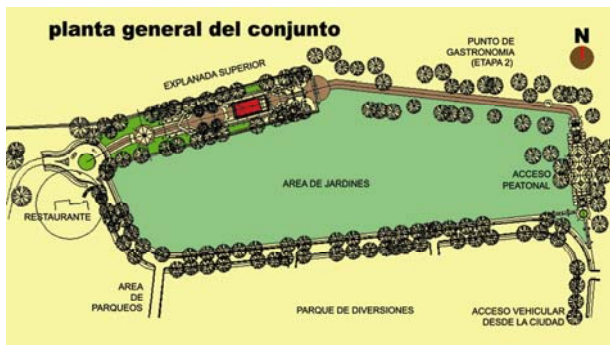 planta general del conjunto
N
PUNTO DE
GASTRONOMIA
(ETAPA 2)
EXPLANADA SUPERIOR
AREA DE JARDINES
ACCESO
PEATONAL
RESTAURANTE
AREA
DE
PARQUEOS
PARQUE DE DIVERSIONES
ACCESO VEHICULAR
DESDE LA CIUDAD